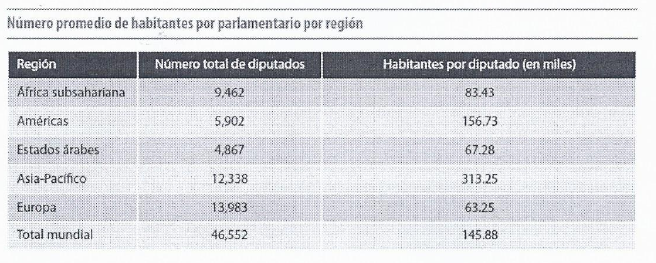 Número promedio de habitantes por parlamentario por región
Región Número total de diputados Habitantes por diputado (en miles)
África subsahariana 9,462 83.43
Américas 5,902 156.73
Estados árabes 4,867 67.28
Asia-Pacífico 12,338 313.25
Europa 13,983 63.25
Total mundial 46,552 145.88